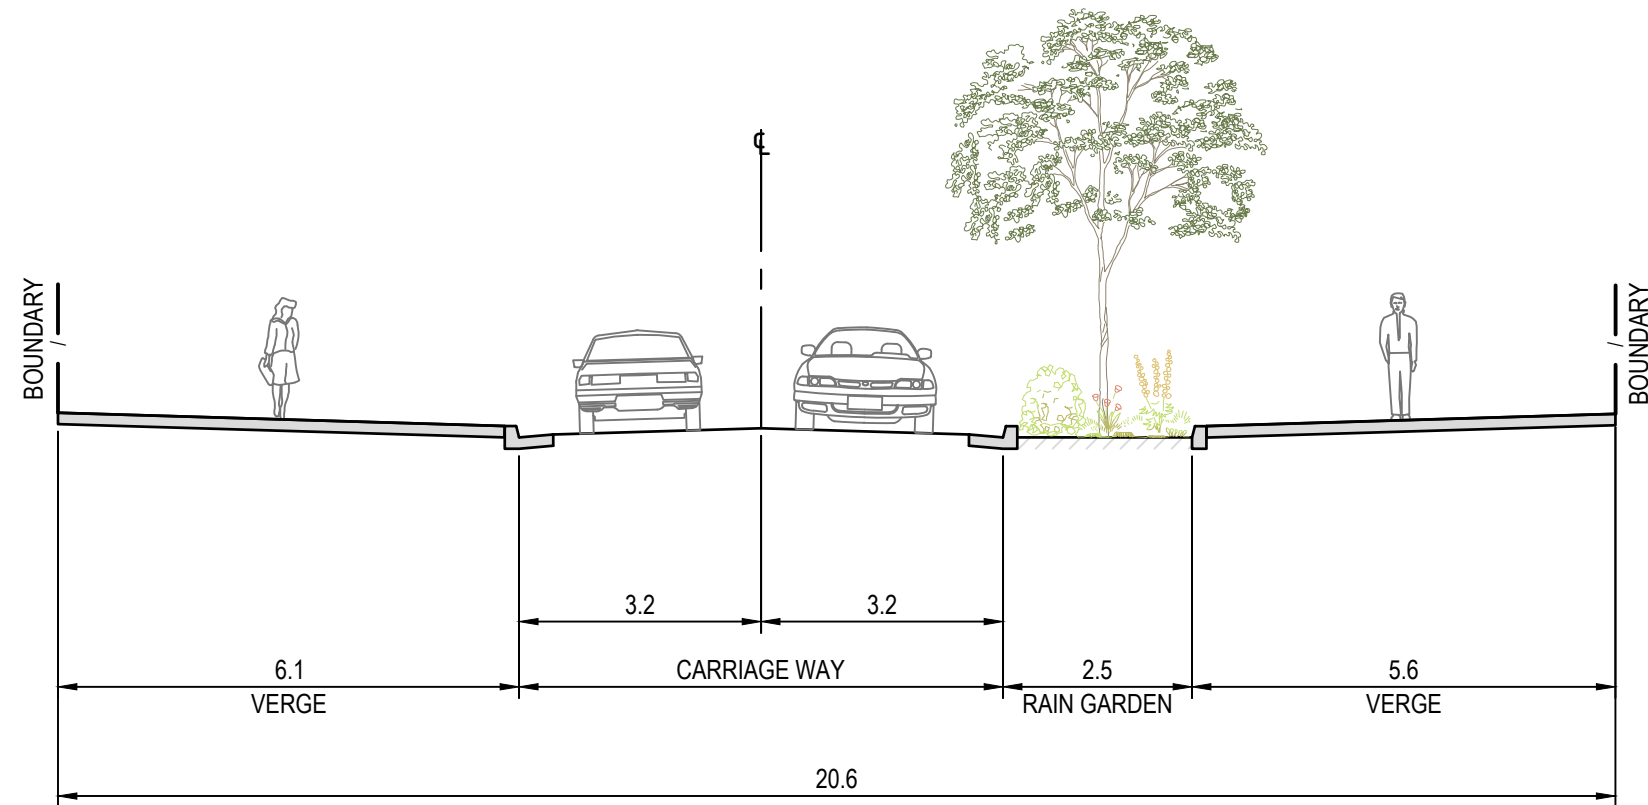 ℄
BOUNDARY
BOUNDARY
3.2
3.2
6.1
CARRIAGE WAY
2.5
5.6
VERGE
RAIN GARDEN
VERGE
20.6